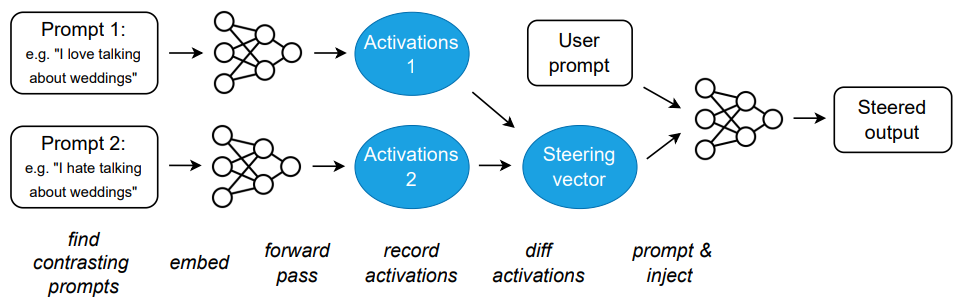 Prompt 1:
e.g. "I love talking
about weddings"
Activations
1
User
prompt
Steered
output
Prompt 2:
e.g. "I hate talking
about weddings"
Activations
2
Steering
vector
find
contrasting
prompts
embed
forward
pass
record
activations
diff
activations
prompt &
inject